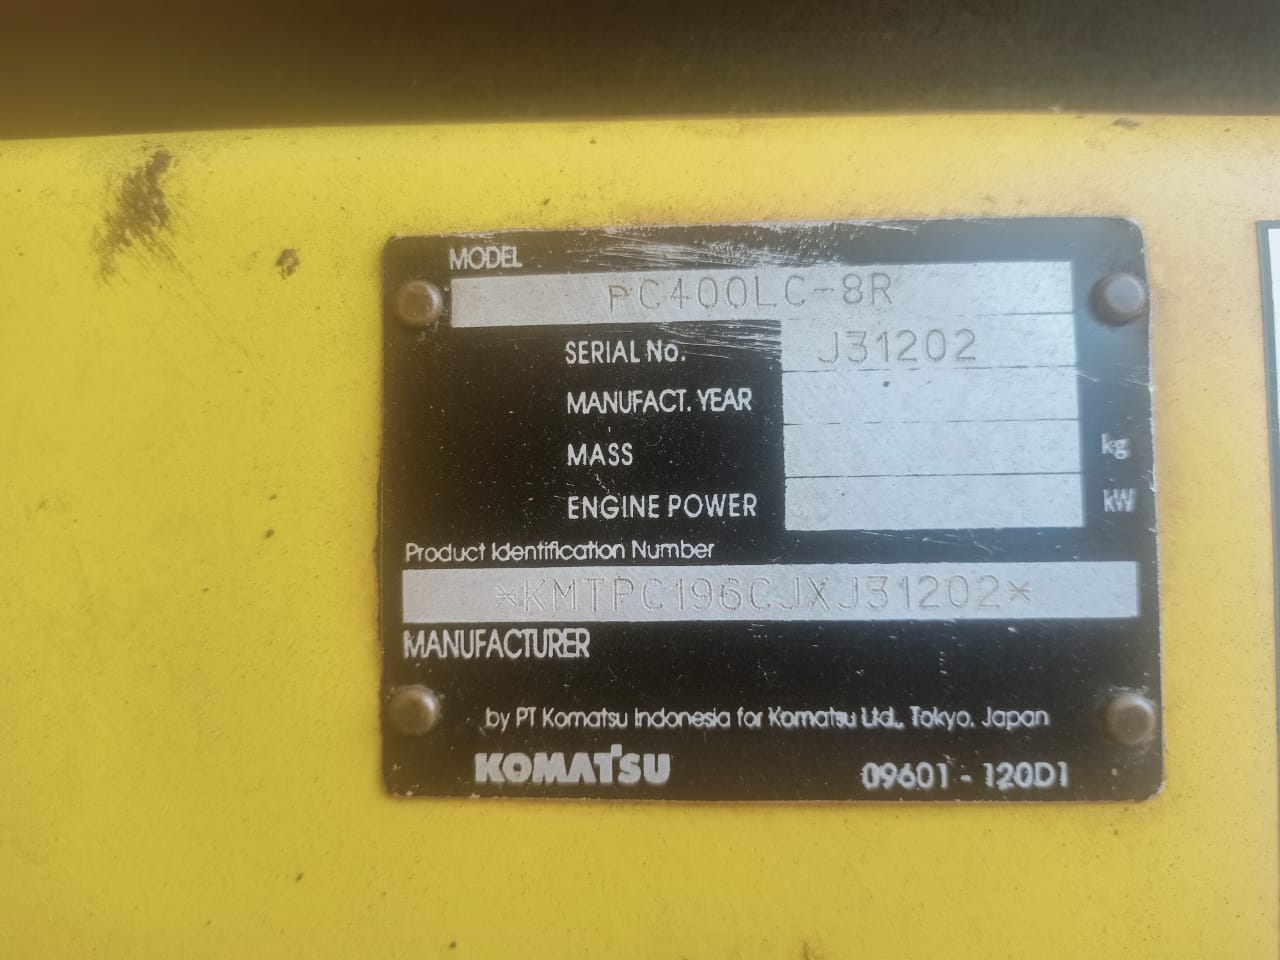 MODEL
PC400LC-8R
SERIAL No. J31202
MANUFACT. YEAR
MASS kg
ENGINE POWER kW
Product Identification Number
*KMTPC196CJXJ31202*
MANUFACTURER
by PT Komatsu Indonesia for Komatsu Ltd., Tokyo, Japan
KOMATSU 09601 - 120D1